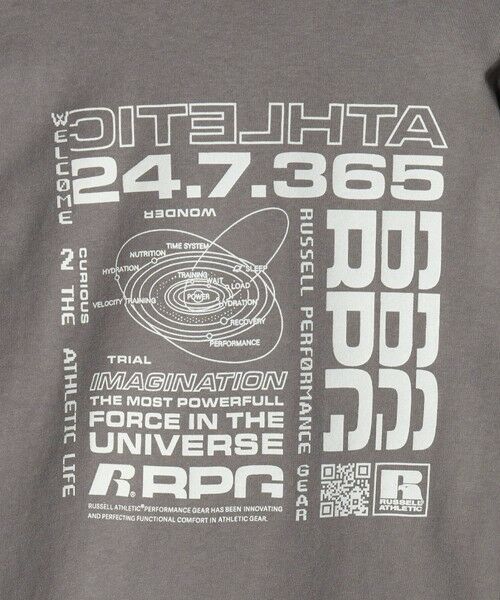 ATHLETIC
24.7.365
WELCOME 2 THE ATHLETIC LIFE
CURIOUS
WONDER
TIME SYSTEM
NUTRITION
HYDRATION
VELOCITY TRAINING
TRAINING
WAIT
SLEEP
LOAD
POWER
HYDRATION
RECOVERY
PERFORMANCE
TRIAL
IMAGINATION
THE MOST POWERFULL
FORCE IN THE
UNIVERSE
R®RPG
RUSSELL ATHLETIC®PERFORMANCE GEAR HAS BEEN INNOVATING
AND PERFECTING FUNCTIONAL COMFORT IN ATHLETIC GEAR.
RUSSELL PERFORMANCE GEAR
RPG
R
RUSSELL
ATHLETIC